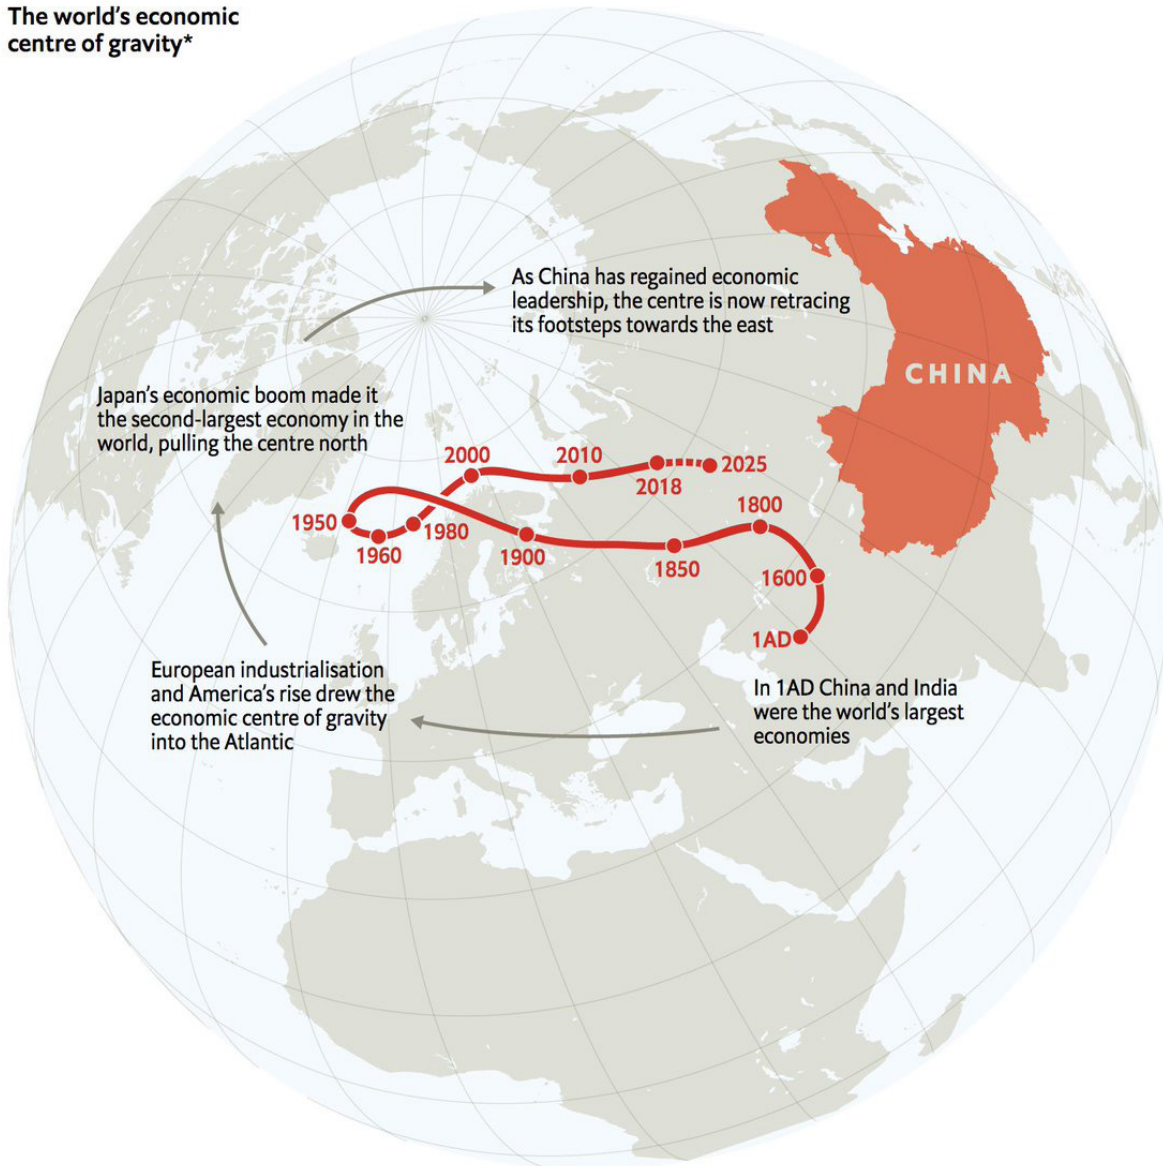 The world's economic
centre of gravity*
As China has regained economic
leadership, the centre is now retracing
its footsteps towards the east
CHINA
Japan's economic boom made it
the second-largest economy in the
world, pulling the centre north
2000
2010
2018
2025
1950
1960
1980
1900
1850
1800
1600
1AD
European industrialisation
and America's rise drew the
economic centre of gravity
into the Atlantic
In 1AD China and India
were the world's largest
economies